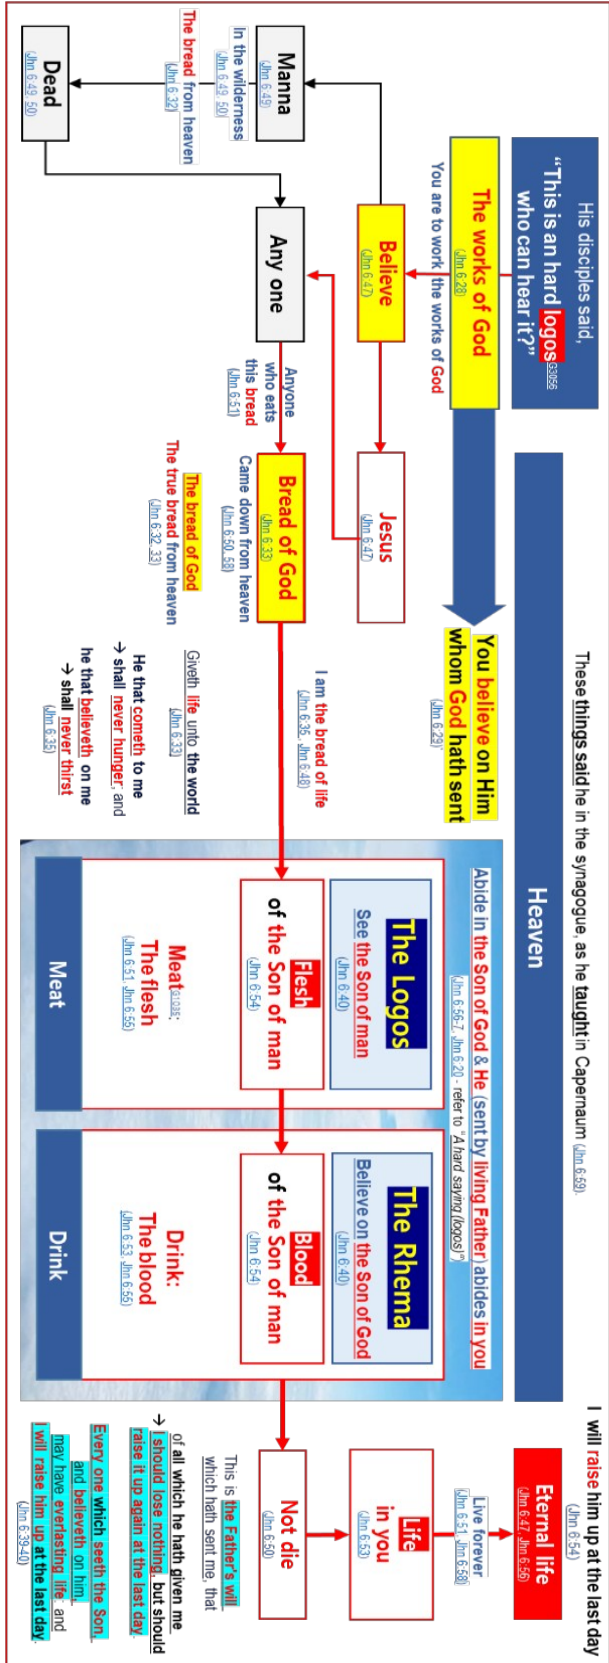 These things said he in the synagogue, as he taught in Capernaum (Jhn 6:59).
His disciples said,
“This is an hard logosG3056
who can hear it?”
Heaven
I will raise him up at the last day
(Jhn 6:54)
The works of God
(Jhn 6:28)
You are to work the works of God
You believe on Him
whom God hath sent
(Jhn 6:29)
Abide in the Son of God & He (sent by living Father) abides in you
(Jhn 6:56-7, Jhn 6:20 - refer to "A hard saying (logos)")
Eternal life
(Jhn 6:47, Jhn 6:56)
Live forever
(Jhn 6:51, Jhn 6:58)
Believe
(Jhn 6:47)
Jesus
(Jhn 6:47)
The Logos
See the Son of man
(Jhn 6:40)
The Rhema
Believe on the Son of God
(Jhn 6:40)
Life
in you
(Jhn 6:53)
Manna
(Jhn 6:49)
In the wilderness
(Jhn 6:49, 50)
The bread from heaven
(Jhn 6:32)
Dead
(Jhn 6:49, 50)
Any one
Anyone
who eats
this bread
(Jhn 6:51)
Bread of God
(Jhn 6:33)
Came down from heaven
(Jhn 6:50, 58)
The bread of God
The true bread from heaven
(Jhn 6:32, 33)
I am the bread of life
(Jhn 6:35, Jhn 6:48)
Giveth life unto the world
(Jhn 6:33)
He that cometh to me
→ shall never hunger; and
he that believeth on me
→ shall never thirst
(Jhn 6:35)
Flesh
of the Son of man
(Jhn 6:54)
Meat:
The flesh
(Jhn 6:51, Jhn 6:55)
Meat
Blood
of the Son of man
(Jhn 6:54)
Drink:
The blood
(Jhn 6:53, Jhn 6:55)
Drink
Not die
(Jhn 6:50)
This is the Father's will
which hath sent me, that
of all which he hath given me
→ I should lose nothing, but should
raise it up again at the last day.
Every one which seeth the Son,
and believeth on him,
may have everlasting life: and
I will raise him up at the last day.
(Jhn 6:39-40)